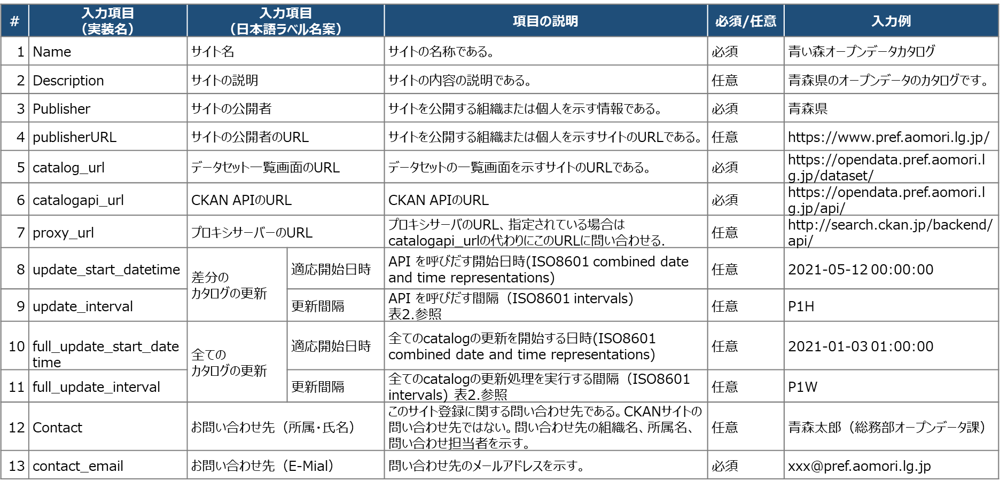 #
入力項目
（実装名）
入力項目
（日本語ラベル名案）
項目の説明
必須/任意
入力例
1
Name
サイト名
サイトの名称である。
必須
青い森オープンデータカタログ
2
Description
サイトの説明
サイトの内容の説明である。
任意
青森県のオープンデータのカタログです。
3
Publisher
サイトの公開者
サイトを公開する組織または個人を示す情報である。
必須
青森県
4
publisherURL
サイトの公開者のURL
サイトを公開する組織または個人を示すサイトのURLである。
任意
https://www.pref.aomori.lg.jp/
5
catalog_url
データセット一覧画面のURL
データセットの一覧画面を示すサイトのURLである。
必須
https://opendata.pref.aomori.l
g.jp/dataset/
6
catalogapi_url
CKAN APIのURL
CKAN APIのURL
必須
https://opendata.pref.aomori.l
g.jp/api/
7
proxy_url
プロキシサーバーのURL
プロキシサーバのURL、指定されている場合は
catalogapi_urlの代わりにこのURLに問い合わせる.
任意
http://search.ckan.jp/backend/
api/
8
update_start_datetime
差分の
カタログの更新
適応開始日時
API を呼びだす開始日時(ISO8601 combined date
and time representations)
任意
2021-05-12 00:00:00
9
update_interval
更新間隔
API を呼びだす間隔（ISO8601 intervals)
表2.参照
任意
P1H
10
full_update_start_date
time
全ての
カタログの更新
適応開始日時
全てのcatalogの更新を開始する日時(ISO8601
combined date and time representations)
任意
2021-01-03 01:00:00
11
full_update_interval
更新間隔
全てのcatalogの更新処理を実行する間隔（ISO8601
intervals) 表2.参照
任意
P1W
12
Contact
お問い合わせ先（所属・氏名）
このサイト登録に関する問い合わせ先である。CKANサイトの
問い合わせ先ではない。問い合わせ先の組織名、所属名、
問い合わせ担当者を示す。
任意
青森太郎（総務部オープンデータ課）
13
contact_email
お問い合わせ先（E-Mial）
問い合わせ先のメールアドレスを示す。
必須
xxx@pref.aomori.lg.jp